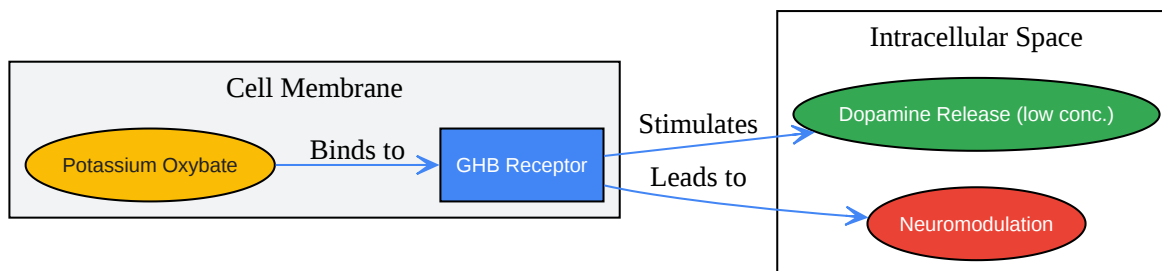 Cell Membrane
Potassium Oxybate
Binds to
GHB Receptor
Stimulates
Leads to
Intracellular Space
Dopamine Release (low conc.)
Neuromodulation